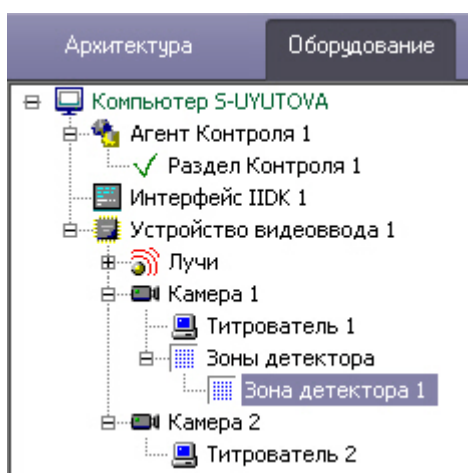 Архитектура Оборудование
Компьютер S-UYUTOVA
Агент Контроля 1
Раздел Контроля 1
Интерфейс IIDK 1
Устройство видеоввода 1
Лучи
Камера 1
Титрователь 1
Зоны детектора
Зона детектора 1
Камера 2
Титрователь 2